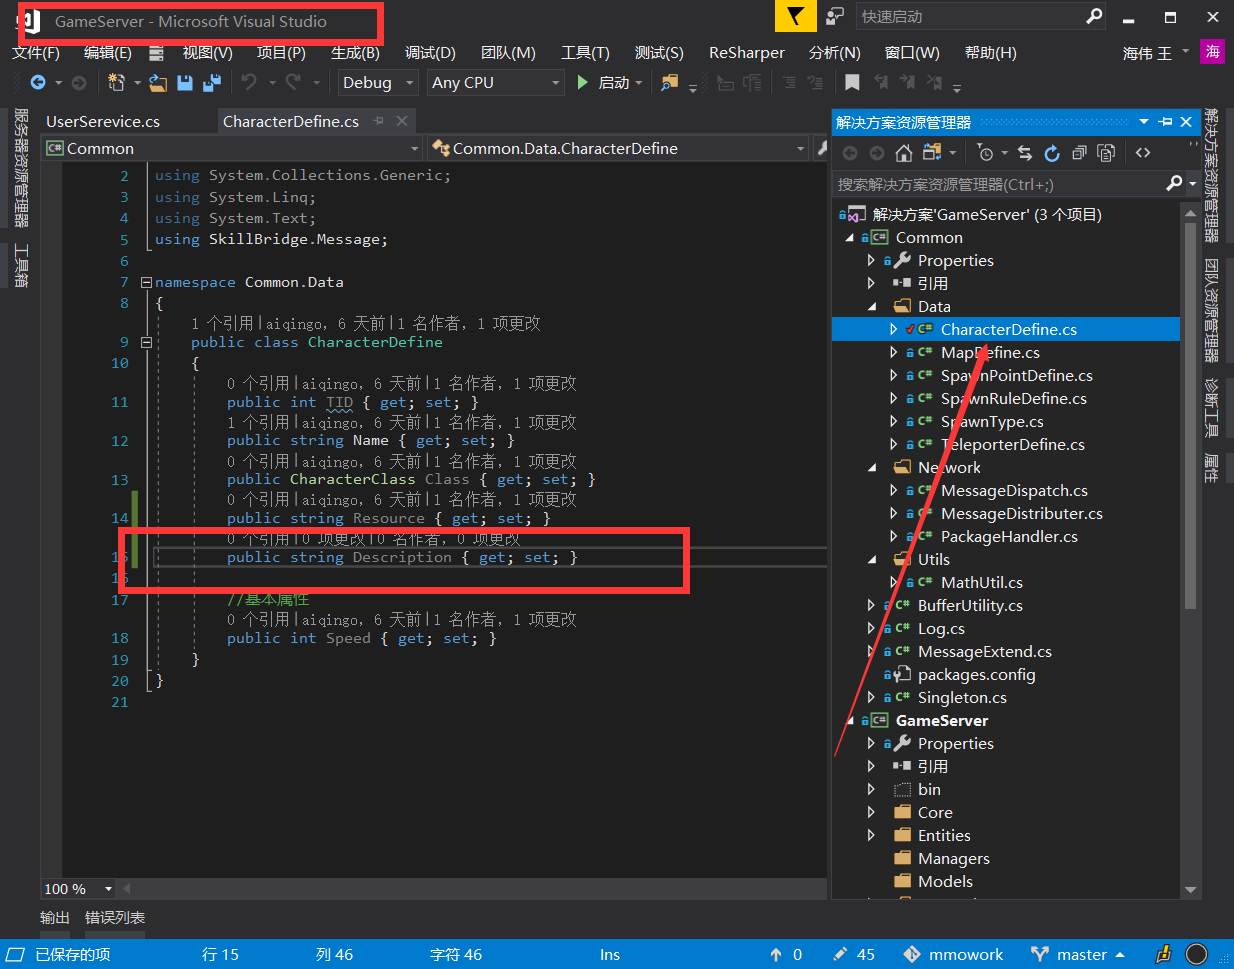 GameServer - Microsoft Visual Studio
快速启动
文件(F) 编辑(E) 视图(V) 项目(P) 生成(B) 调试(D) 团队(M) 工具(T) 测试(S) ReSharper 分析(N) 窗口(W) 帮助(H) 海伟 王 海
Debug Any CPU 启动
服务器资源管理器
工具箱
UserSerevice.cs CharacterDefine.cs
Common Common.Data.CharacterDefine
2 using System.Collections.Generic;
3 using System.Linq;
4 using System.Text;
5 using SkillBridge.Message;
6
7 namespace Common.Data
8 {
1 个引用|aiqingo，6 天前|1 名作者，1 项更改
9 public class CharacterDefine
10 {
0 个引用|aiqingo，6 天前|1 名作者，1 项更改
11 public int TID { get; set; }
1 个引用|aiqingo，6 天前|1 名作者，1 项更改
12 public string Name { get; set; }
0 个引用|aiqingo，6 天前|1 名作者，1 项更改
13 public CharacterClass Class { get; set; }
0 个引用|aiqingo，6 天前|1 名作者，1 项更改
14 public string Resource { get; set; }
0 个引用|0 项更改|0 名作者，0 项更改
15 public string Description { get; set; }
16
17 //基本属性
0 个引用|aiqingo，6 天前|1 名作者，1 项更改
18 public int Speed { get; set; }
19 }
20 }
21
100 %
输出 错误列表
解决方案资源管理器
搜索解决方案资源管理器(Ctrl+;)
解决方案'GameServer' (3 个项目)
C# Common
Properties
引用
Data
C# CharacterDefine.cs
C# MapDefine.cs
C# SpawnPointDefine.cs
C# SpawnRuleDefine.cs
C# SpawnType.cs
C# TeleporterDefine.cs
Network
C# MessageDispatch.cs
C# MessageDistributer.cs
C# PackageHandler.cs
Utils
C# MathUtil.cs
C# BufferUtility.cs
C# Log.cs
C# MessageExtend.cs
packages.config
C# Singleton.cs
C# GameServer
Properties
引用
bin
Core
Entities
Managers
Models
解决方案资源管理器
团队资源管理器
诊断工具
属性
已保存的项 行 15 列 46 字符 46 Ins 0 45 mmowork master